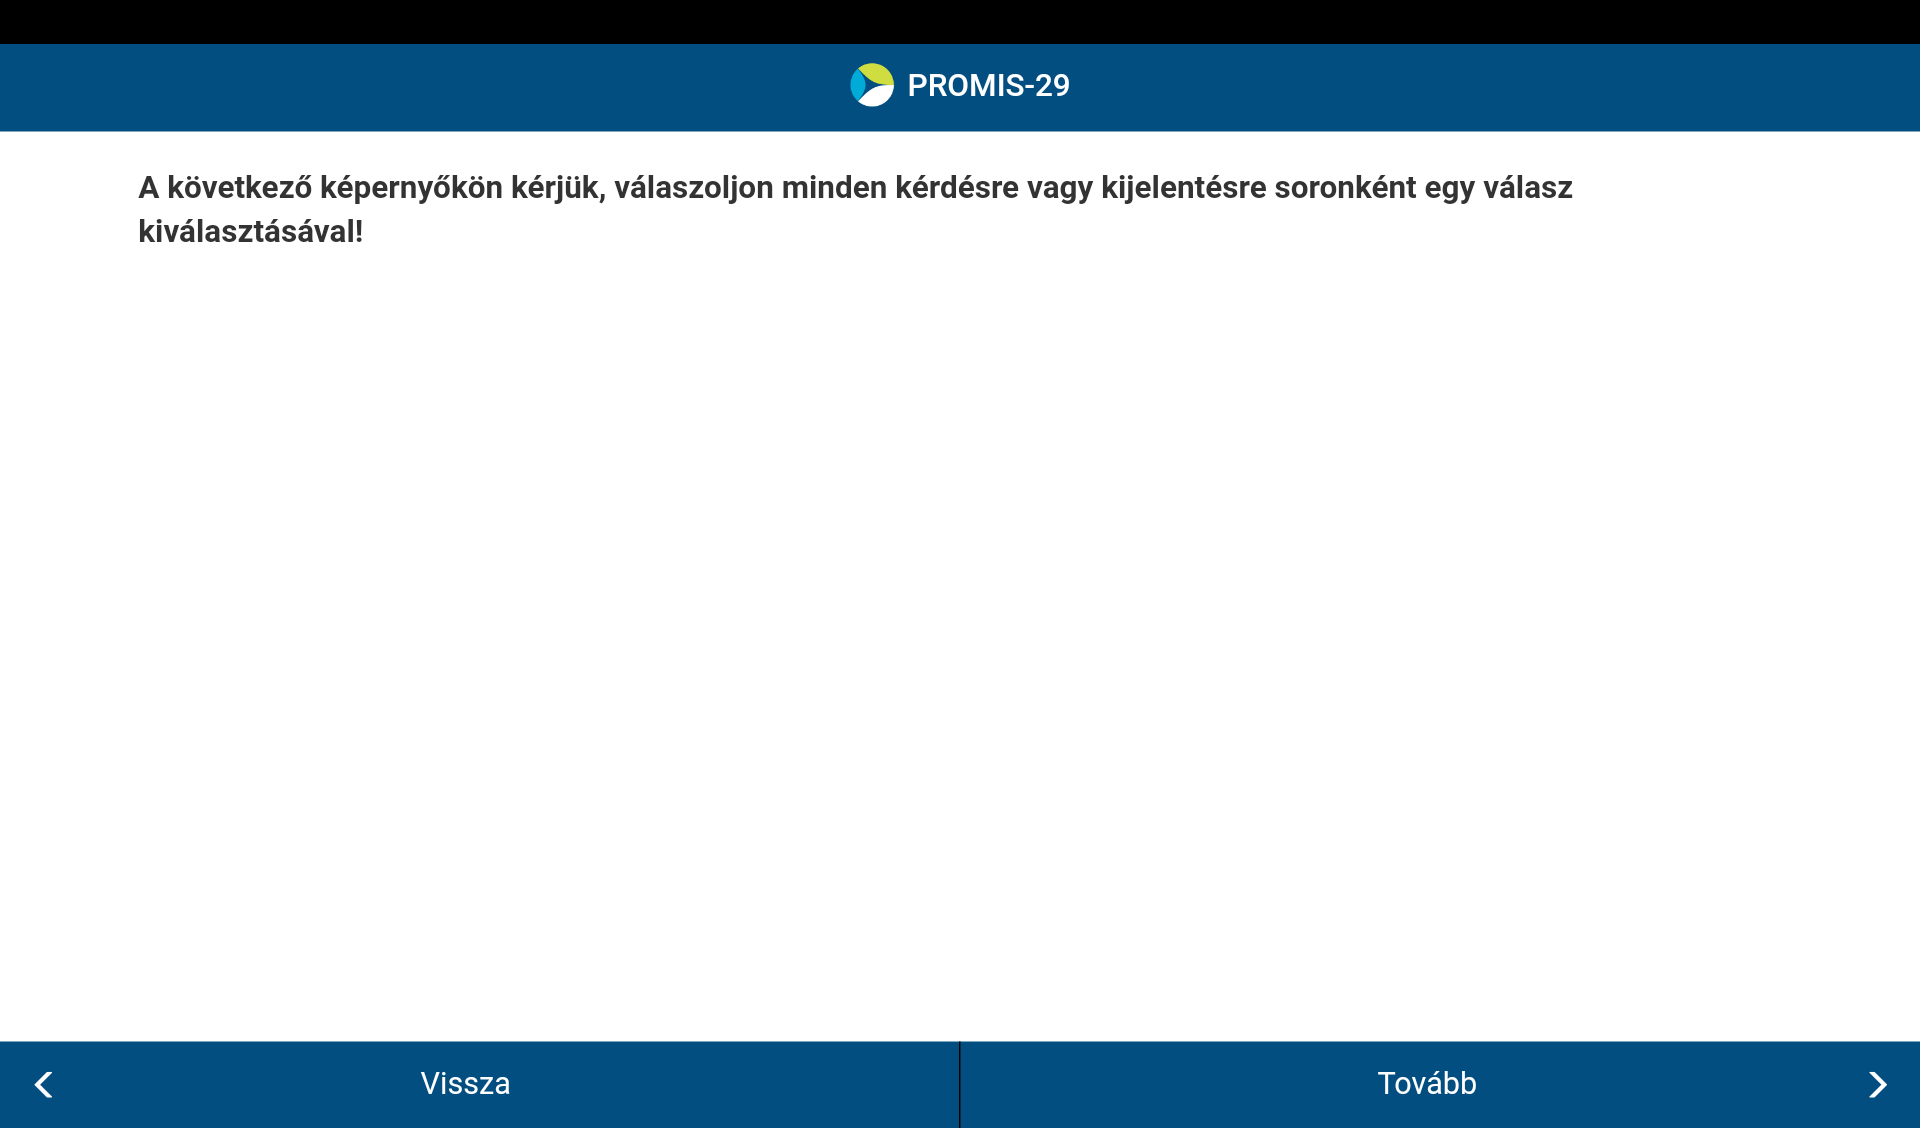 PROMIS-29
A következő képernyőkön kérjük, válaszoljon minden kérdésre vagy kijelentésre soronként egy válasz
kiválasztásával!
Vissza
Tovább